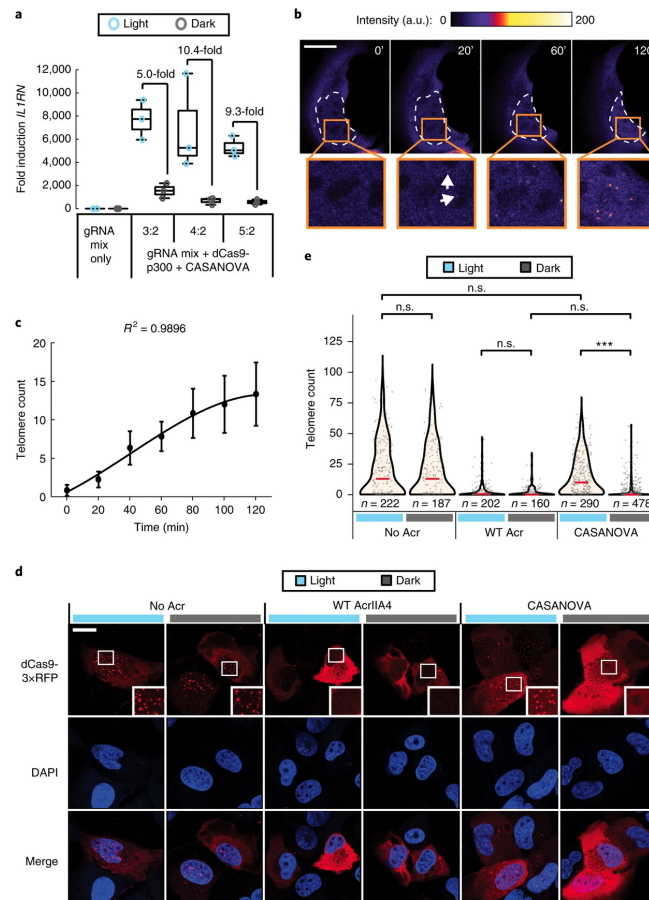 a
Light
Dark
Fold induction IL1RN
12,000
10,000
8,000
6,000
4,000
2,000
0
5.0-fold
10.4-fold
9.3-fold
gRNA
mix
only
3:2
4:2
5:2
gRNA mix + dCas9-
p300 + CASANOVA
b
Intensity (a.u.):
0
200
0′
20′
60′
120′
c
R² = 0.9896
Telomere count
20
15
10
5
0
0
20
40
60
80
100
120
Time (min)
e
Light
Dark
n.s.
n.s.
n.s.
n.s.
***
Telomere count
125
100
75
50
25
0
n = 222
n = 187
n = 202
n = 160
n = 290
n = 478
No Acr
WT Acr
CASANOVA
d
Light
Dark
No Acr
WT AcrIIA4
CASANOVA
dCas9-
3×RFP
DAPI
Merge